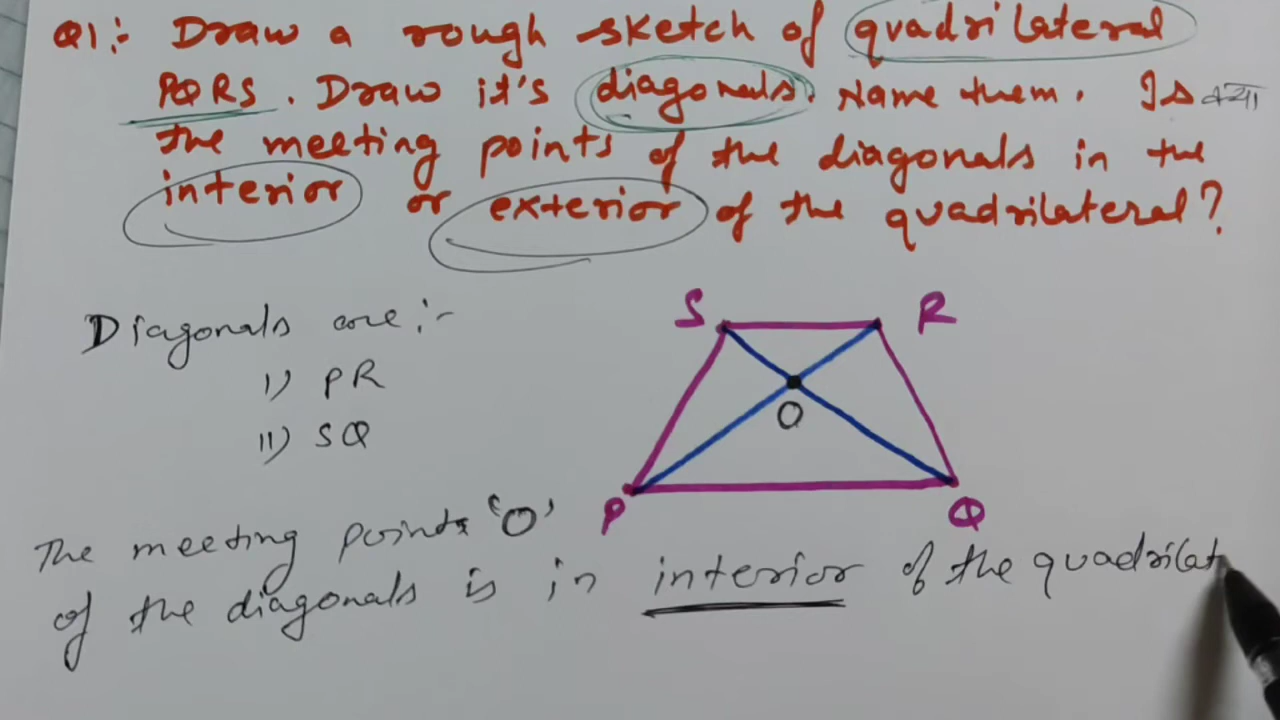 Q1:- Draw a rough sketch of quadrilateral
PQRS. Draw it's diagonals. Name them. Is क्या
the meeting points of the diagonals in the
interior or exterior of the quadrilateral?
Diagonals are:-
i) PR
ii) SQ
S R
O
P Q
The meeting points 'O'
of the diagonals is in interior of the quadrilat